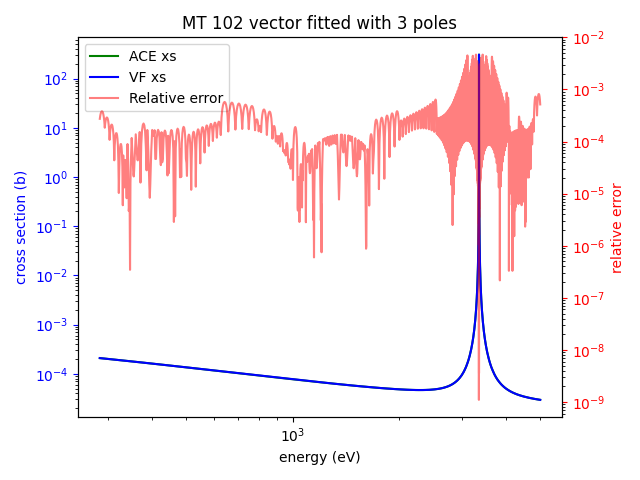 MT 102 vector fitted with 3 poles
ACE xs
VF xs
Relative error
10²
10¹
10⁰
10⁻¹
10⁻²
10⁻³
10⁻⁴
cross section (b)
10⁻²
10⁻³
10⁻⁴
10⁻⁵
10⁻⁶
10⁻⁷
10⁻⁸
10⁻⁹
relative error
10³
energy (eV)